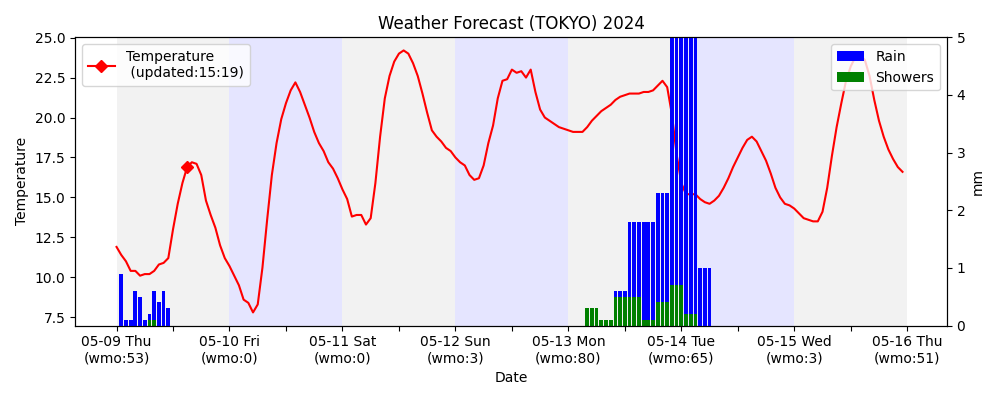 Weather Forecast (TOKYO) 2024
Temperature
(updated:15:19)
Rain
Showers
Temperature
25.0
22.5
20.0
17.5
15.0
12.5
10.0
7.5
5
4
3
2
1
0
mm
05-09 Thu
(wmo:53)
05-10 Fri
(wmo:0)
05-11 Sat
(wmo:0)
05-12 Sun
(wmo:3)
05-13 Mon
(wmo:80)
05-14 Tue
(wmo:65)
05-15 Wed
(wmo:3)
05-16 Thu
(wmo:51)
Date